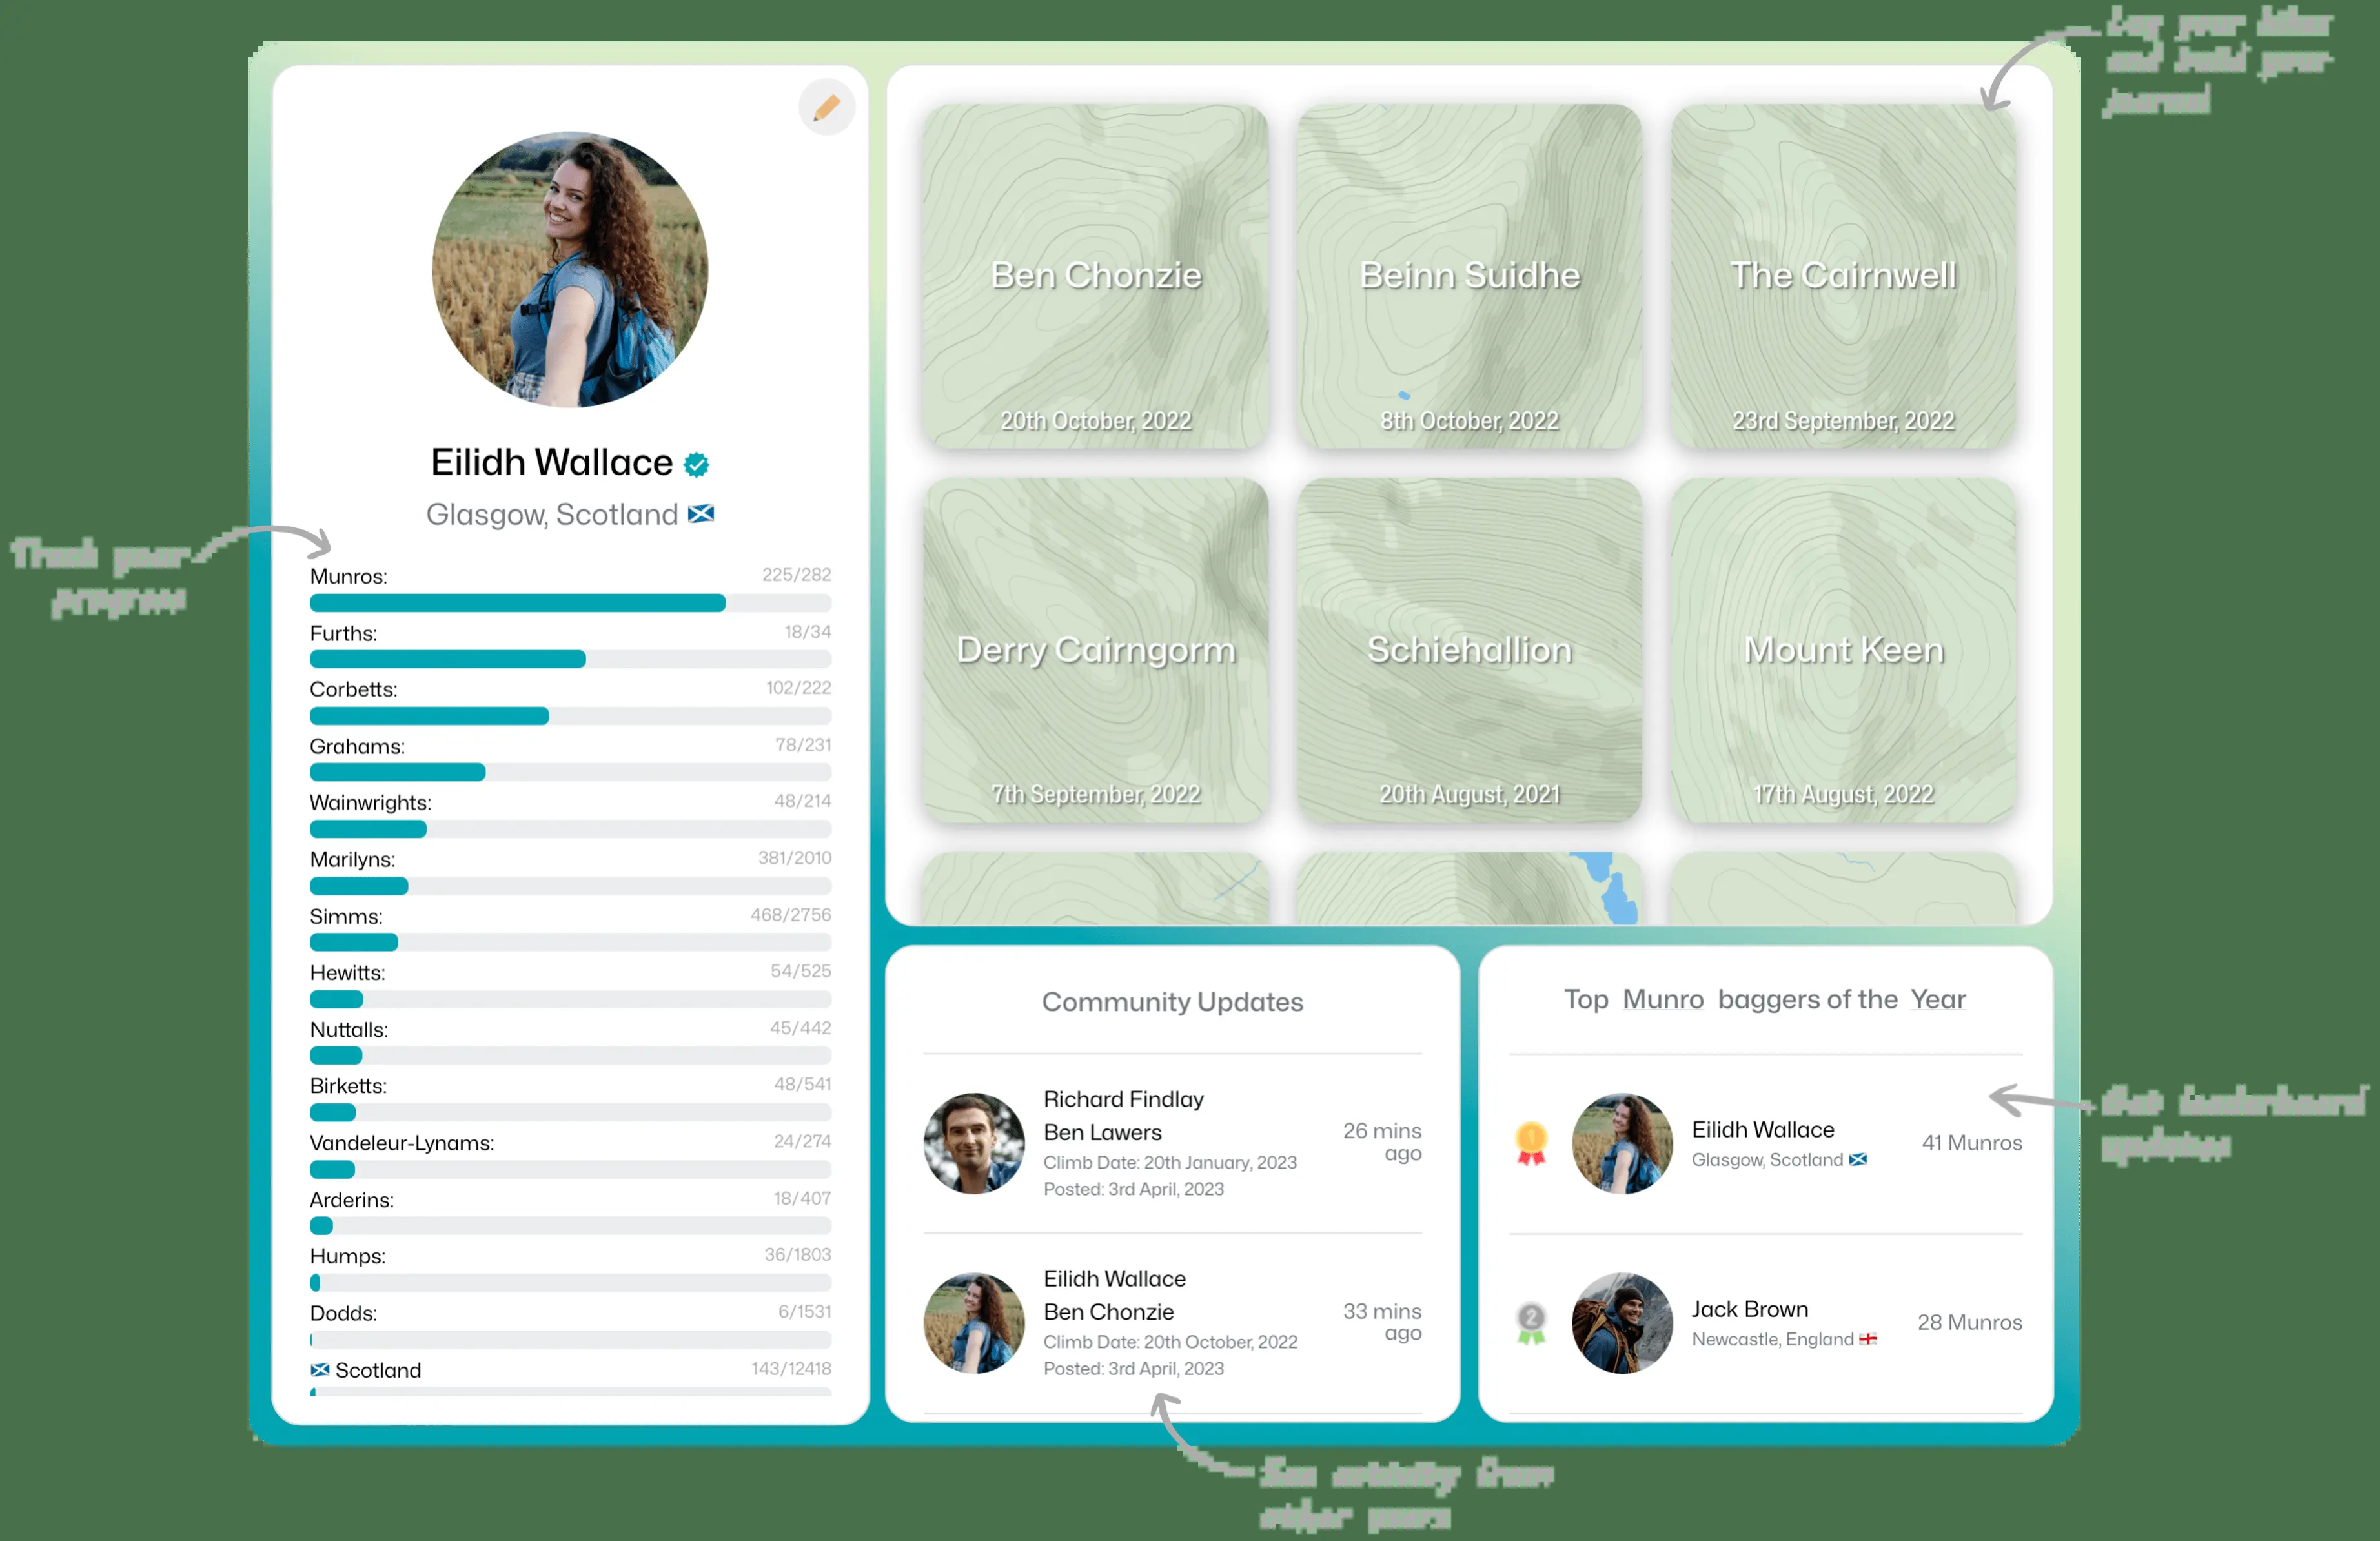 Log your hikes
and build your
journal
Eilidh Wallace
Glasgow, Scotland
Track your
progress
Munros: 225/282
Furths: 18/34
Corbetts: 102/222
Grahams: 78/231
Wainwrights: 48/214
Marilyns: 381/2010
Simms: 468/2756
Hewitts: 54/525
Nuttalls: 45/442
Birketts: 48/541
Vandeleur-Lynams: 24/274
Arderins: 18/407
Humps: 36/1803
Dodds: 6/1531
Scotland 143/12418
Ben Chonzie
20th October, 2022
Beinn Suidhe
8th October, 2022
The Cairnwell
23rd September, 2022
Derry Cairngorm
7th September, 2022
Schiehallion
20th August, 2021
Mount Keen
17th August, 2022
Community Updates
Richard Findlay
Ben Lawers
Climb Date: 20th January, 2023
Posted: 3rd April, 2023
26 mins
ago
Eilidh Wallace
Ben Chonzie
Climb Date: 20th October, 2022
Posted: 3rd April, 2023
33 mins
ago
See activity from
other users
Top Munro baggers of the Year
1
Eilidh Wallace
Glasgow, Scotland
41 Munros
2
Jack Brown
Newcastle, England
28 Munros
Get leaderboard
updates